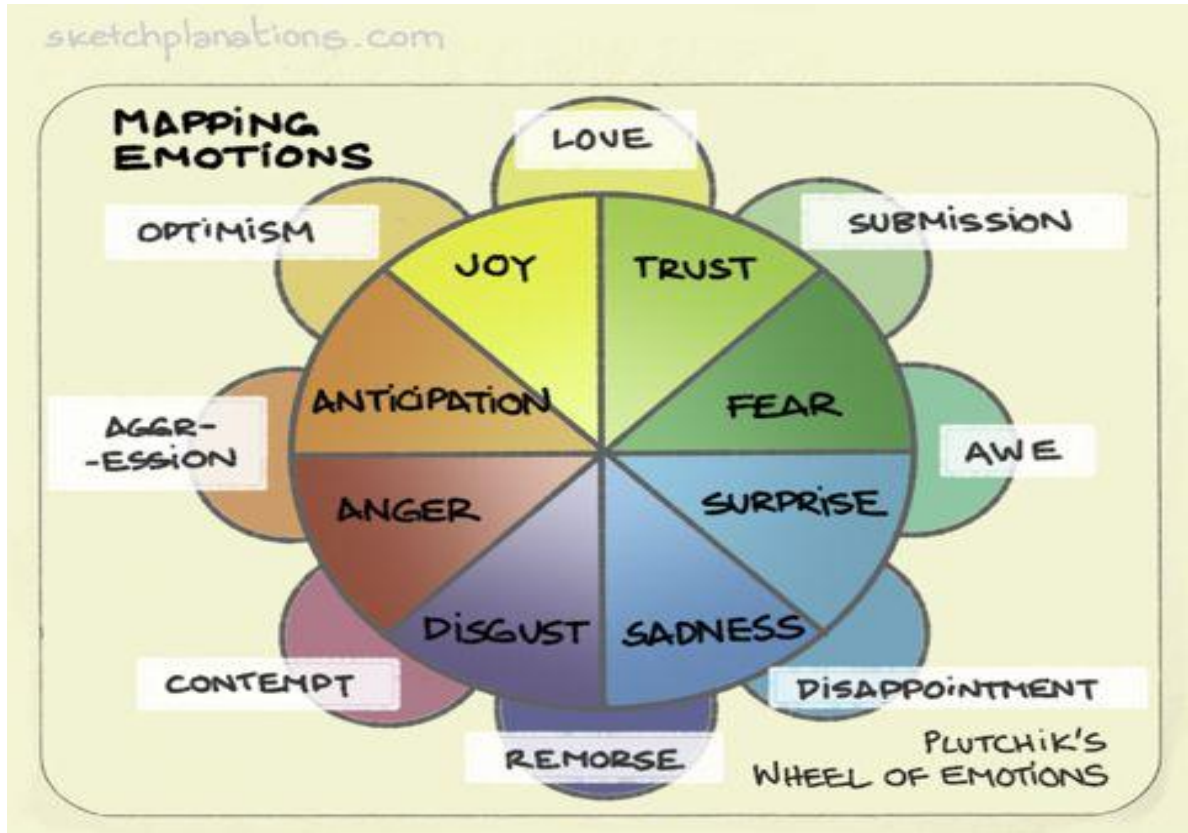 sketchplanations.com
MAPPING
EMOTIONS
LOVE
OPTIMISM
SUBMISSION
JOY
TRUST
ANTICIPATION
FEAR
AGGR-
-ESSION
AWE
ANGER
SURPRISE
DISGUST
SADNESS
CONTEMPT
DISAPPOINTMENT
REMORSE
PLUTCHIK'S
WHEEL OF EMOTIONS